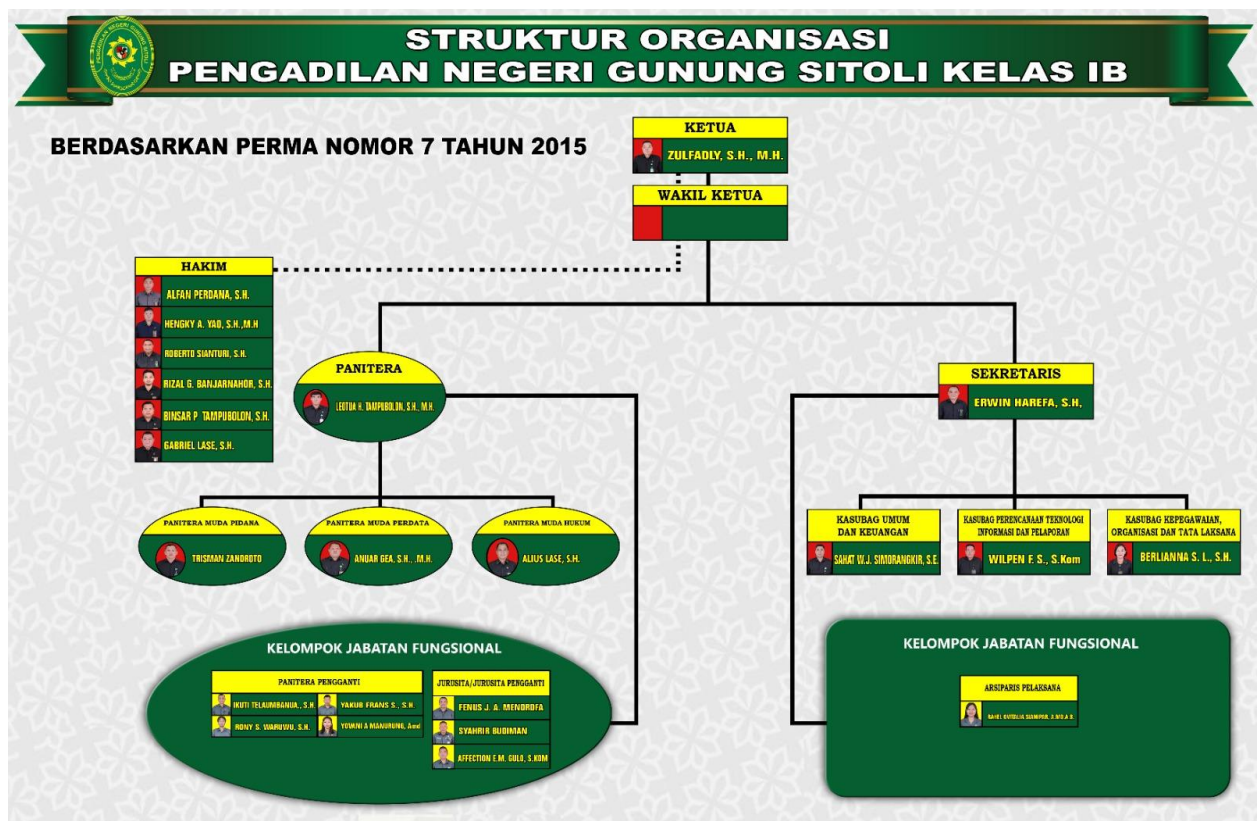 STRUKTUR ORGANISASI
PENGADILAN NEGERI GUNUNG SITOLI KELAS IB
BERDASARKAN PERMA NOMOR 7 TAHUN 2015
KETUA
ZULFADLY, S.H., M.H.
WAKIL KETUA
HAKIM
ALFAN PERDANA, S.H.
HENGKY A. YAO, S.H.,M.H
ROBERTO SIANTURI, S.H.
RIZAL G. BANJARNAHOR, S.H.
BINSAR P TAMPUBOLON, S.H.
GABRIEL LASE, S.H.
PANITERA
LEOTUA H. TAMPUBOLON, S.H., M.H.
SEKRETARIS
ERWIN HAREFA, S.H,
PANITERA MUDA PIDANA
TRISMAN ZANDROTO
PANITERA MUDA PERDATA
ANUAR GEA, S.H., .M.H.
PANITERA MUDA HUKUM
ALIUS LASE, S.H.
KASUBAG UMUM
DAN KEUANGAN
SAHAT W.J. SIMORANGKIR, S.E.
KASUBAG PERENCANAAN TEKNOLOGI
INFORMASI DAN PELAPORAN
WILPEN F. S., S.Kom
KASUBAG KEPEGAWAIAN,
ORGANISASI DAN TATA LAKSANA
BERLIANNA S. L., S.H.
KELOMPOK JABATAN FUNGSIONAL
PANITERA PENGGANTI
IKUTI TELAUMBANUA., S.H.
YAKUB FRANS S., S.H.
RONY S. WARUWU, S.H.
YOWNI A MANURUNG, Amd
JURUSITA/JURUSITA PENGGANTI
FENUS J. A. MENDROFA
SYAHRIR BUDIMAN
AFFECTION E.M. GULO, S.KOM
KELOMPOK JABATAN FUNGSIONAL
ARSIPARIS PELAKSANA